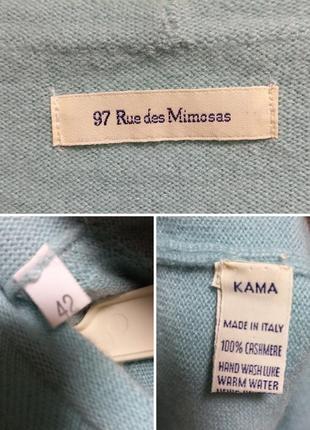 97 Rue des Mimosas
42
KAMA
MADE IN ITALY
100% CASHMERE
HAND WASH LUKE
WARM WATER